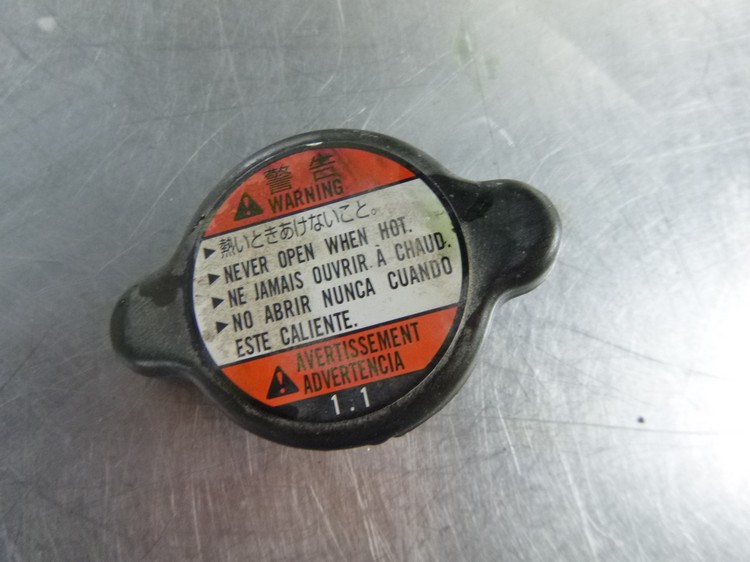 警告
WARNING
熱いときあけないこと。
NEVER OPEN WHEN HOT.
NE JAMAIS OUVRIR À CHAUD.
NO ABRIR NUNCA CUANDO
ESTE CALIENTE.
AVERTISSEMENT
ADVERTENCIA
1.1